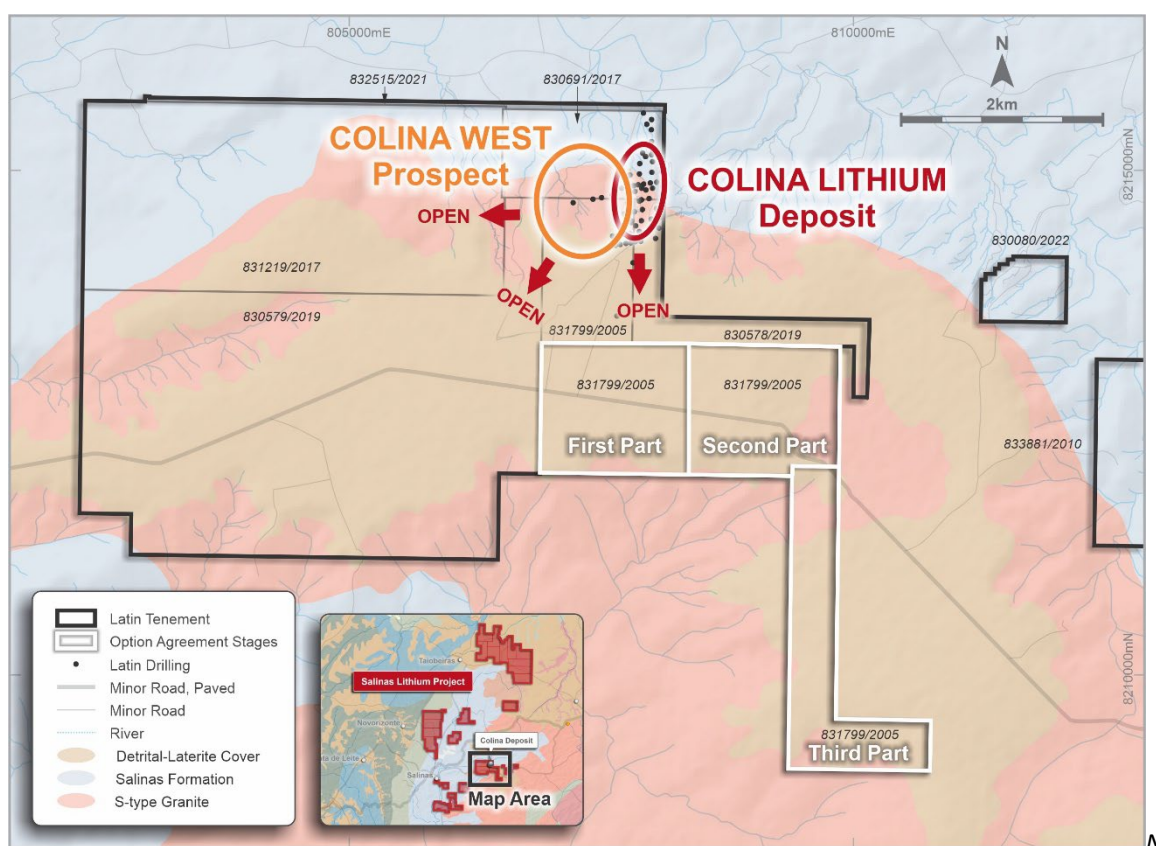 805000mE
810000mE
N
2km
832515/2021
830691/2017
COLINA WEST
Prospect
COLINA LITHIUM
Deposit
8215000mN
OPEN
830080/2022
831219/2017
OPEN
OPEN
830579/2019
831799/2005
830578/2019
831799/2005
831799/2005
First Part
Second Part
833881/2010
8210000mN
831799/2005
Third Part
Latin Tenement
Option Agreement Stages
Latin Drilling
Minor Road, Paved
Minor Road
River
Detrital-Laterite Cover
Salinas Formation
S-type Granite
Taiobeiras
Salinas Lithium Project
Novorizonte
Colina Deposit
ata de Leite
Salinas
Map Area